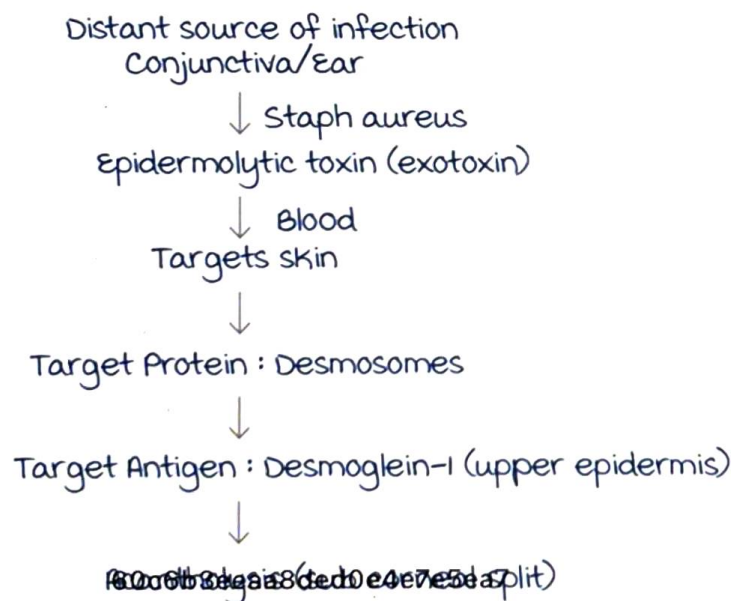 Distant source of infection
Conjunctiva/Ear
↓ Staph aureus
Epidermolytic toxin (exotoxin)
↓ Blood
Targets skin
↓
Target Protein : Desmosomes
↓
Target Antigen : Desmoglein-1 (upper epidermis)
↓
split)